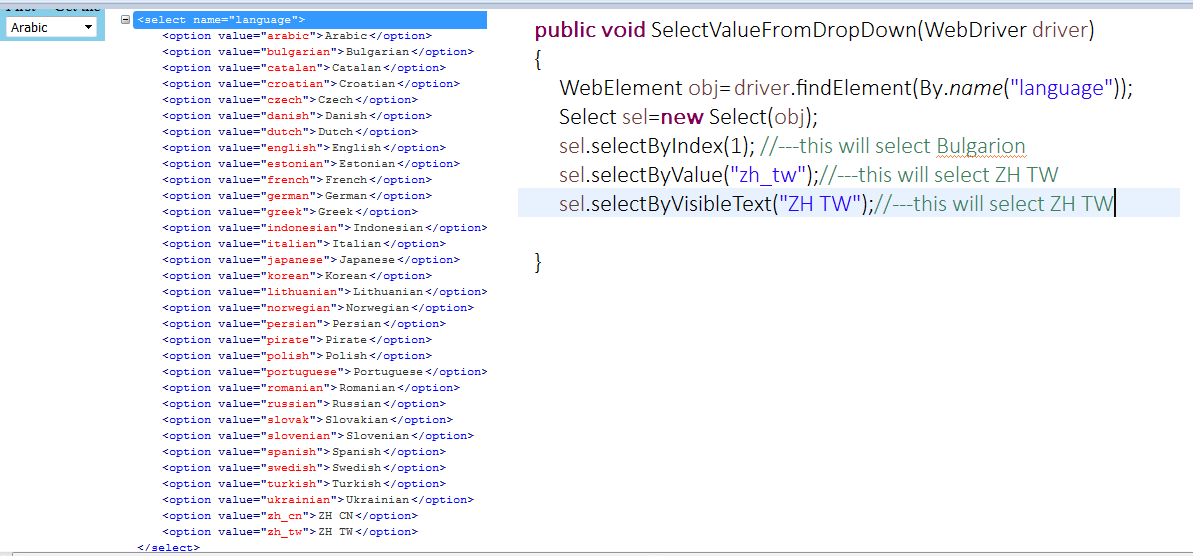 Arabic
<select name="language">
<option value="arabic">Arabic</option>
<option value="bulgarian">Bulgarian</option>
<option value="catalan">Catalan</option>
<option value="croatian">Croatian</option>
<option value="czech">Czech</option>
<option value="danish">Danish</option>
<option value="dutch">Dutch</option>
<option value="english">English</option>
<option value="estonian">Estonian</option>
<option value="french">French</option>
<option value="german">German</option>
<option value="greek">Greek</option>
<option value="indonesian">Indonesian</option>
<option value="italian">Italian</option>
<option value="japanese">Japanese</option>
<option value="korean">Korean</option>
<option value="lithuanian">Lithuanian</option>
<option value="norwegian">Norwegian</option>
<option value="persian">Persian</option>
<option value="pirate">Pirate</option>
<option value="polish">Polish</option>
<option value="portuguese">Portuguese</option>
<option value="romanian">Romanian</option>
<option value="russian">Russian</option>
<option value="slovak">Slovakian</option>
<option value="slovenian">Slovenian</option>
<option value="spanish">Spanish</option>
<option value="swedish">Swedish</option>
<option value="turkish">Turkish</option>
<option value="ukrainian">Ukrainian</option>
<option value="zh_cn">ZH CN</option>
<option value="zh_tw">ZH TW</option>
</select>
public void SelectValueFromDropDown(WebDriver driver)
{
WebElement obj=driver.findElement(By.name("language"));
Select sel=new Select(obj);
sel.selectByIndex(1); //---this will select Bulgarion
sel.selectByValue("zh_tw");//---this will select ZH TW
sel.selectByVisibleText("ZH TW");//---this will select ZH TW
}